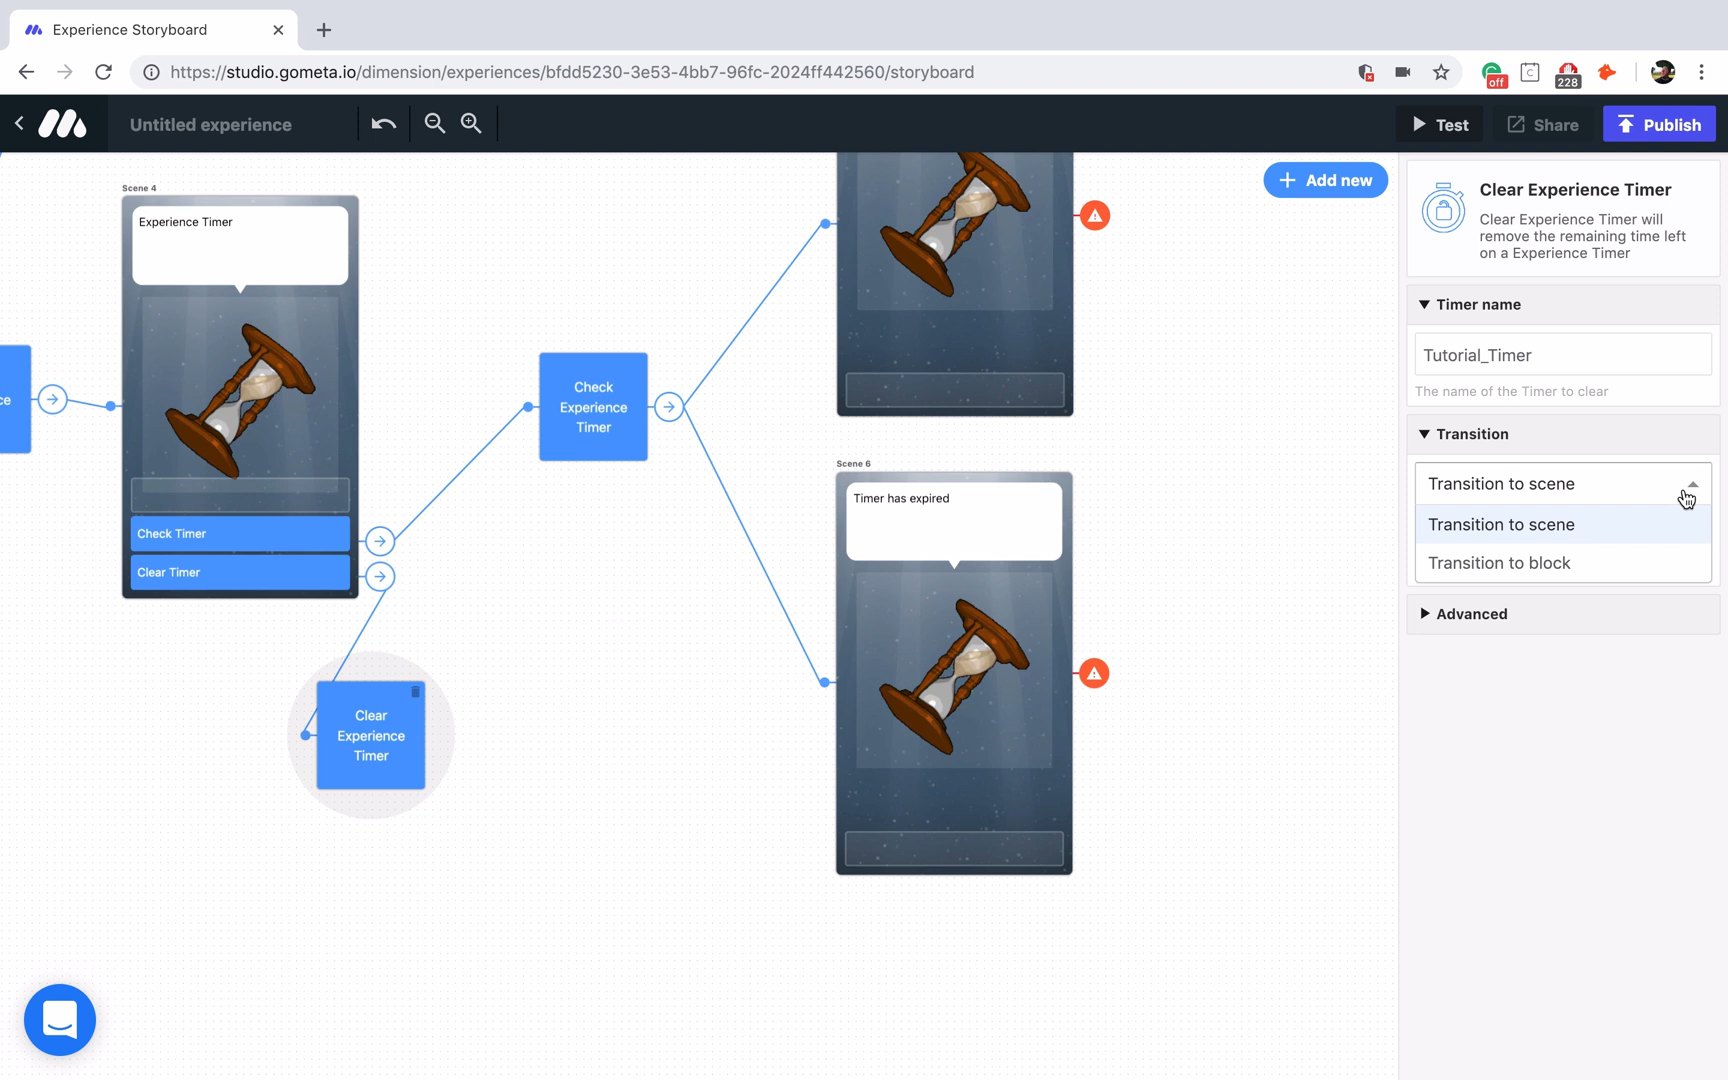 Experience Storyboard
https://studio.gometa.io/dimension/experiences/bfdd5230-3e53-4bb7-96fc-2024ff442560/storyboard
off
C
228
Untitled experience
Test
Share
Publish
Add new
Scene 4
Experience Timer
ce
Check Timer
Clear Timer
Check
Experience
Timer
Clear
Experience
Timer
Scene 6
Timer has expired
Clear Experience Timer
Clear Experience Timer will
remove the remaining time left
on a Experience Timer
Timer name
Tutorial_Timer
The name of the Timer to clear
Transition
Transition to scene
Transition to scene
Transition to block
Advanced